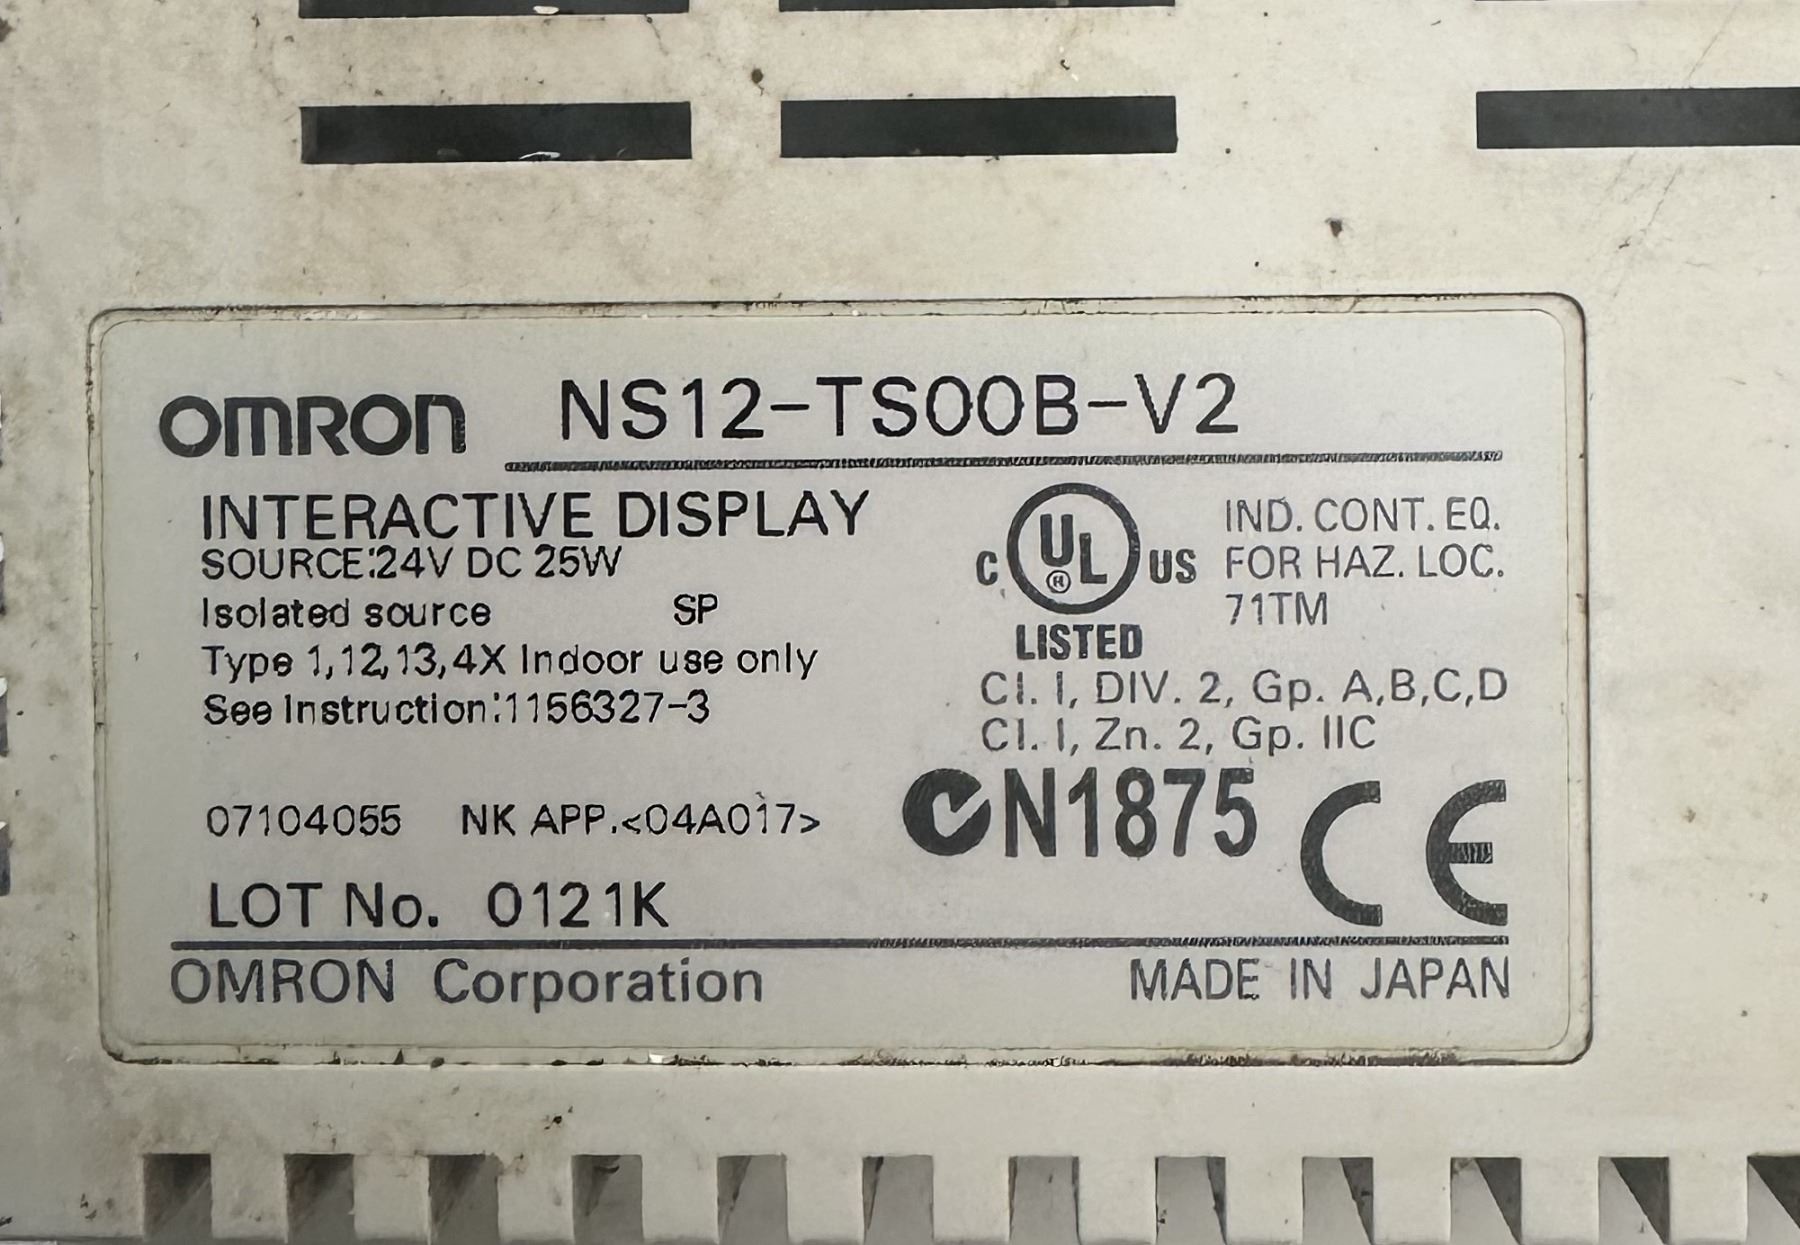 OMRON NS12-TS00B-V2
INTERACTIVE DISPLAY
SOURCE:24V DC 25W
Isolated source SP
Type 1,12,13,4X Indoor use only
See Instruction:1156327-3
C UL US
®
LISTED
IND. CONT. EQ.
FOR HAZ. LOC.
71TM
Cl. I, DIV. 2, Gp. A,B,C,D
Cl. I, Zn. 2, Gp. IIC
07104055 NK APP.<04A017>
N1875 CE
LOT No. 0121K
OMRON Corporation MADE IN JAPAN